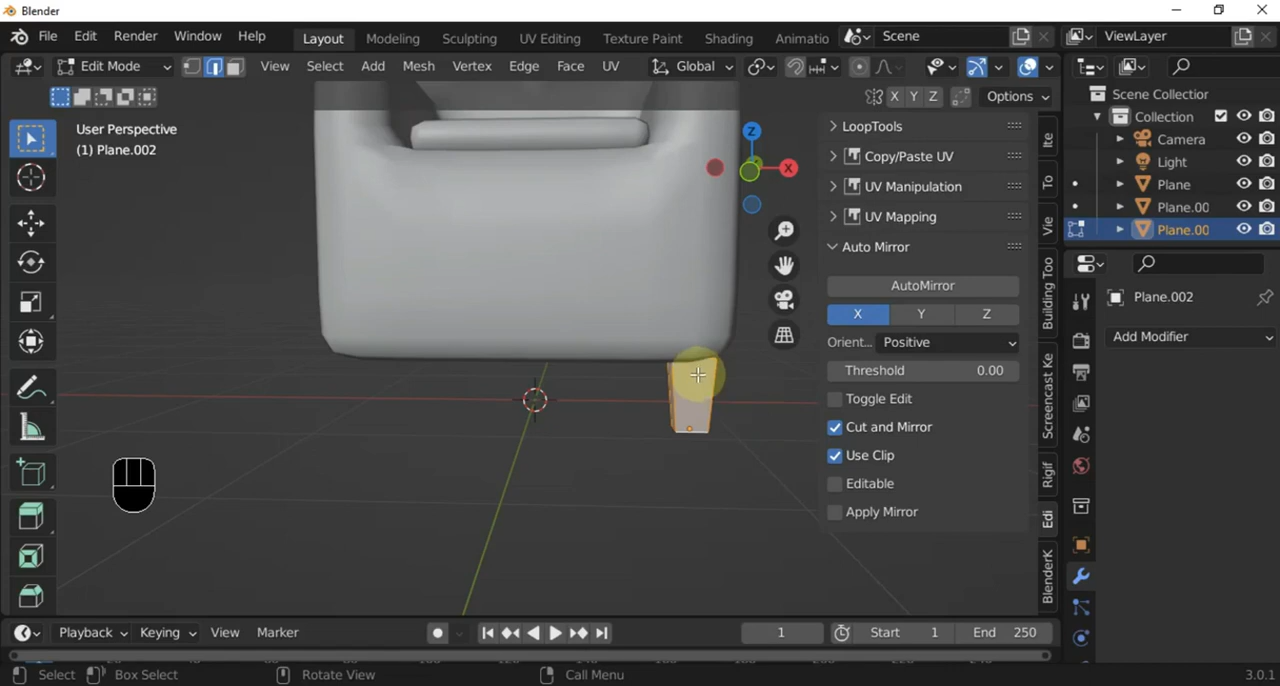 Blender
File Edit Render Window Help Layout Modeling Sculpting UV Editing Texture Paint Shading Animatio Scene ViewLayer
Edit Mode View Select Add Mesh Vertex Edge Face UV Global
X Y Z Options
User Perspective
(1) Plane.002
Z
X
LoopTools
Copy/Paste UV
UV Manipulation
UV Mapping
Auto Mirror
AutoMirror
X Y Z
Orient... Positive
Threshold 0.00
Toggle Edit
Cut and Mirror
Use Clip
Editable
Apply Mirror
Ite
To
Vie
Building Too
Screencast Ke
Rigif
Edi
BlenderK
Scene Collection
Collection
Camera
Light
Plane
Plane.00
Plane.00
Plane.002
Add Modifier
Playback Keying View Marker 1 Start 1 End 250
Select Box Select Rotate View Call Menu 3.0.1